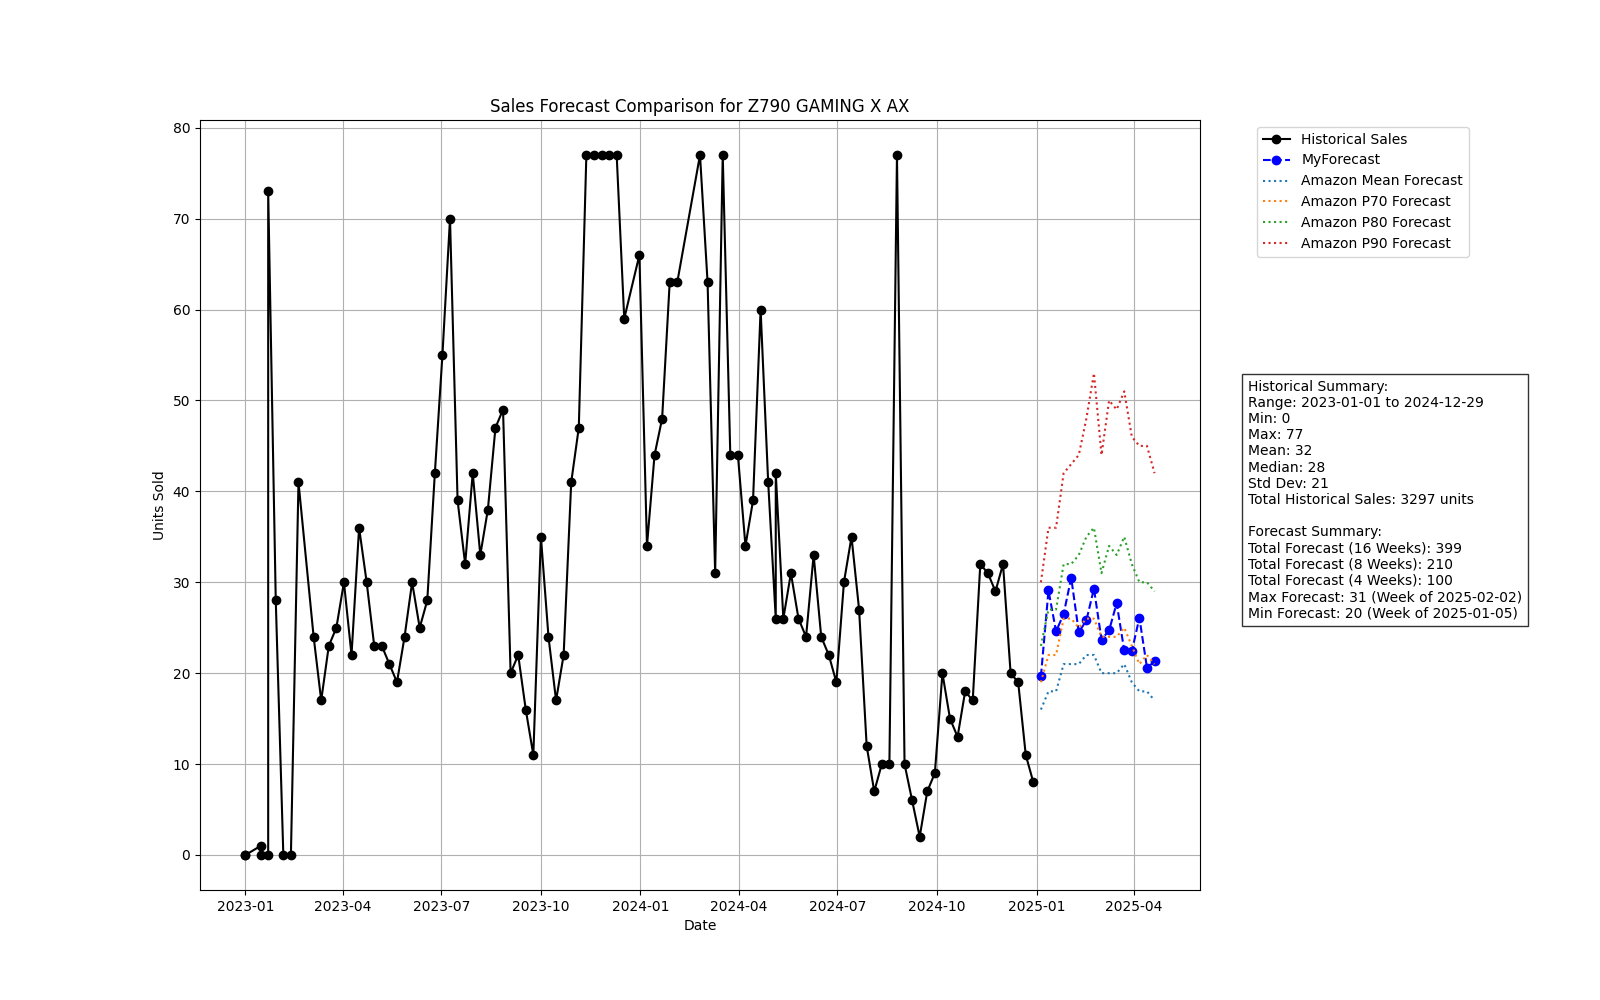 Sales Forecast Comparison for Z790 GAMING X AX
80
70
60
50
40
30
20
10
0
Units Sold
2023-01
2023-04
2023-07
2023-10
2024-01
2024-04
2024-07
2024-10
2025-01
2025-04
Date
Historical Sales
MyForecast
Amazon Mean Forecast
Amazon P70 Forecast
Amazon P80 Forecast
Amazon P90 Forecast
Historical Summary:
Range: 2023-01-01 to 2024-12-29
Min: 0
Max: 77
Mean: 32
Median: 28
Std Dev: 21
Total Historical Sales: 3297 units
Forecast Summary:
Total Forecast (16 Weeks): 399
Total Forecast (8 Weeks): 210
Total Forecast (4 Weeks): 100
Max Forecast: 31 (Week of 2025-02-02)
Min Forecast: 20 (Week of 2025-01-05)